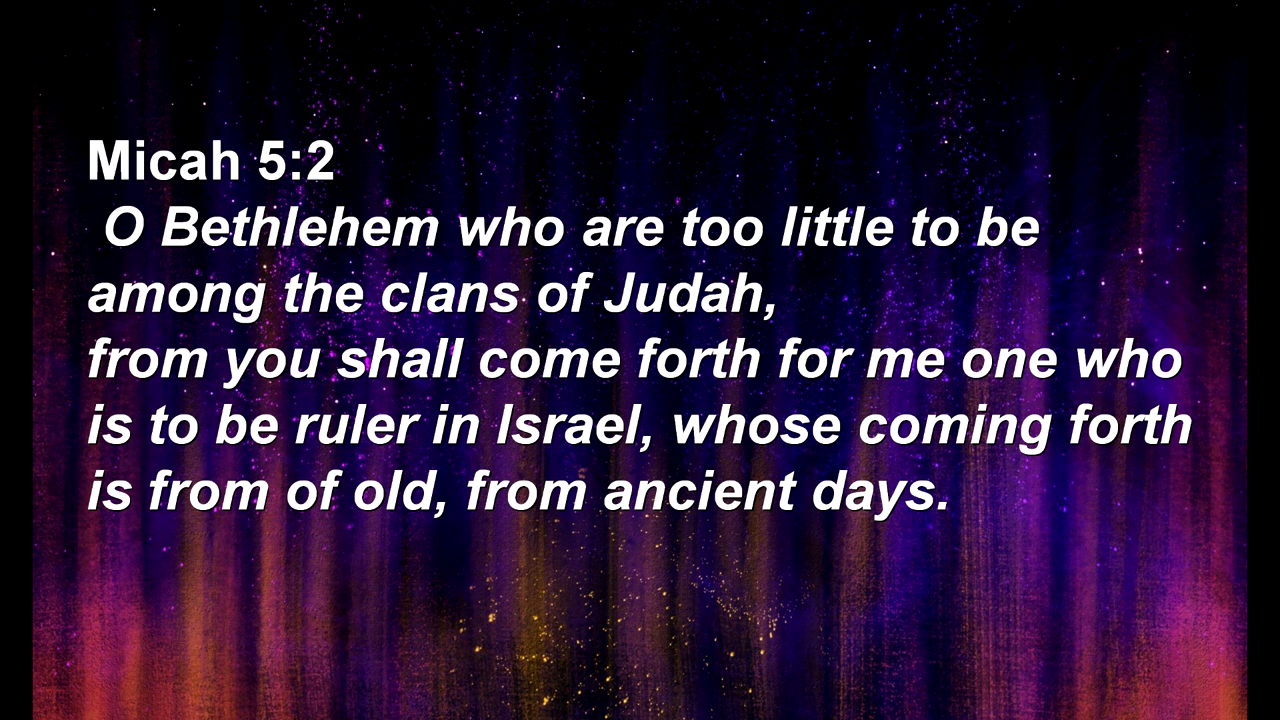 Micah 5:2
O Bethlehem who are too little to be
among the clans of Judah,
from you shall come forth for me one who
is to be ruler in Israel, whose coming forth
is from of old, from ancient days.